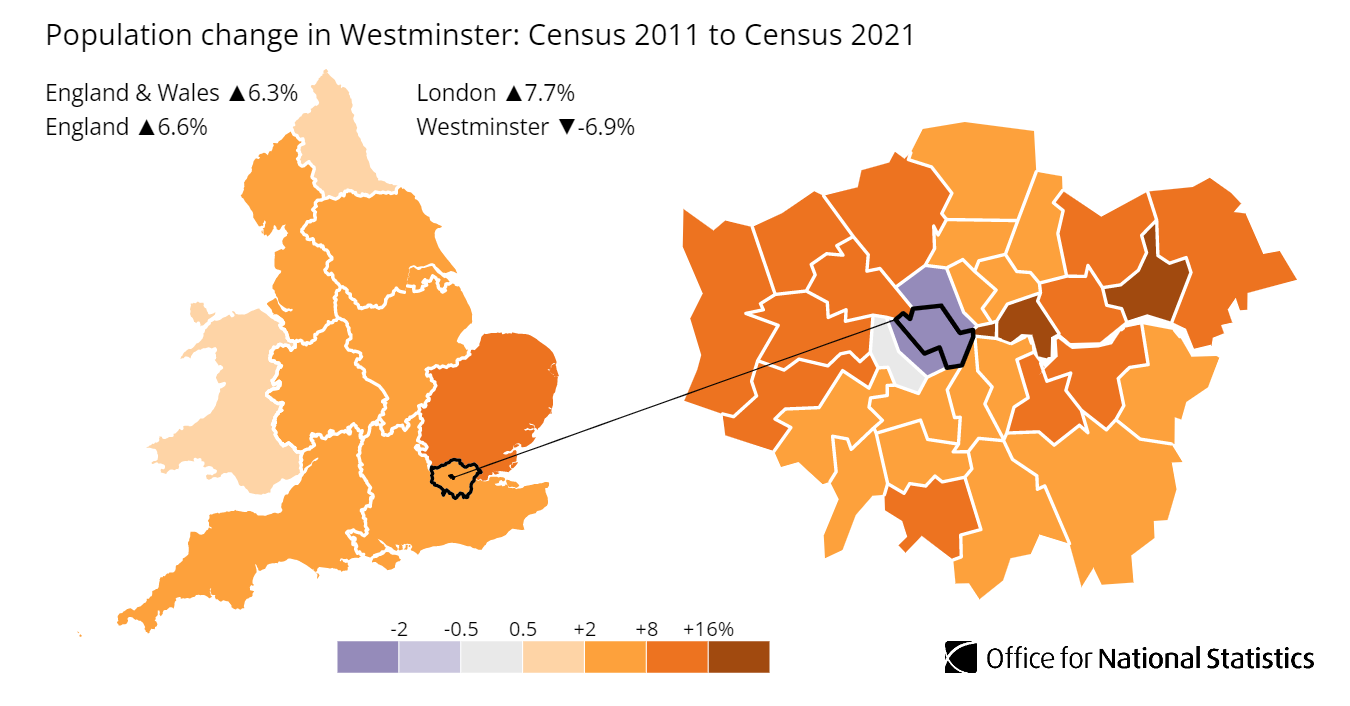 Population change in Westminster: Census 2011 to Census 2021
England & Wales ▲6.3%
London ▲7.7%
England ▲6.6%
Westminster ▼-6.9%
-2 -0.5 0.5 +2 +8 +16%
Office for National Statistics